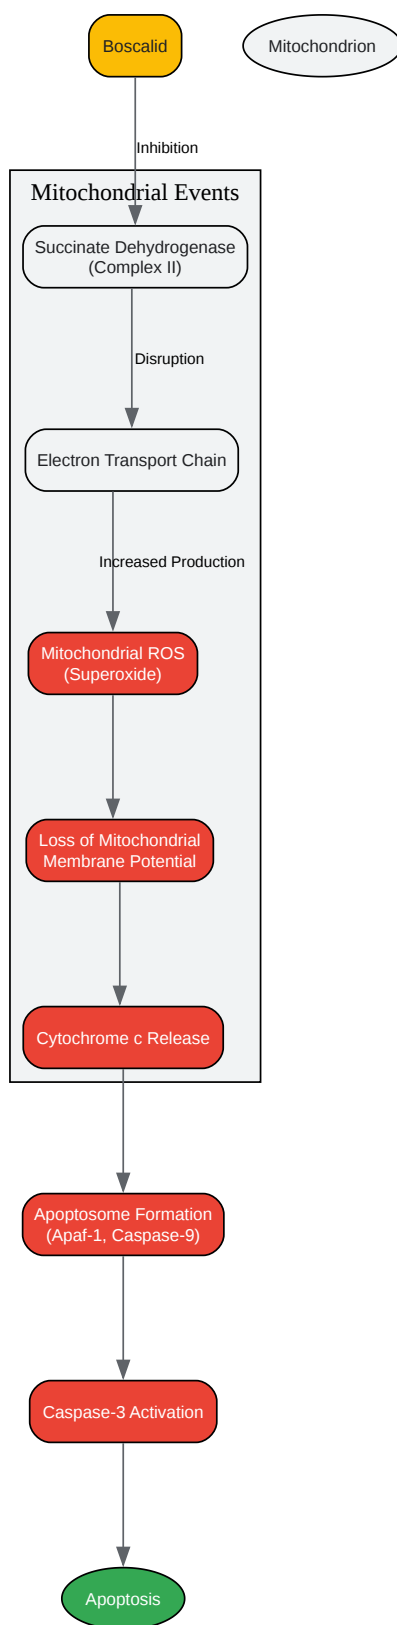 Boscalid
Mitochondrion
Inhibition
Mitochondrial Events
Succinate Dehydrogenase
(Complex II)
Disruption
Electron Transport Chain
Increased Production
Mitochondrial ROS
(Superoxide)
Loss of Mitochondrial
Membrane Potential
Cytochrome c Release
Apoptosome Formation
(Apaf-1, Caspase-9)
Caspase-3 Activation
Apoptosis